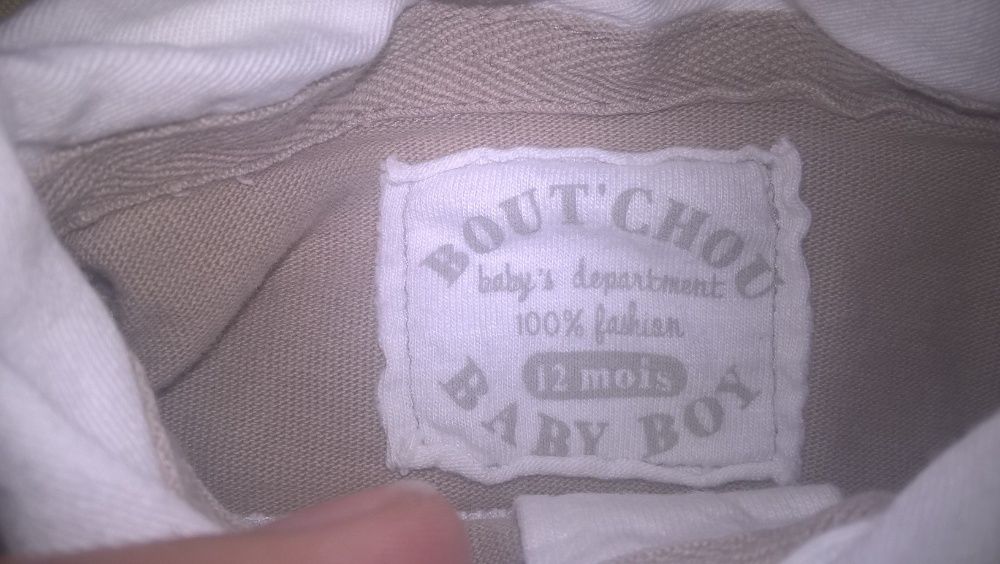 BOUT'CHOU
baby's department
100% fashion
12 mois
BABY BOY